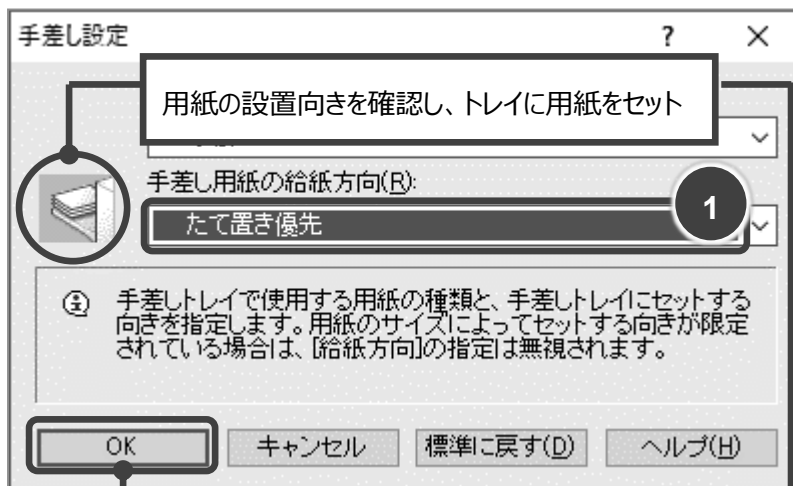 手差し設定
? ×
用紙の設置向きを確認し、トレイに用紙をセット
手差し用紙の給紙方向(R):
たて置き優先
1
手差しトレイで使用する用紙の種類と、手差しトレイにセットする
向きを指定します。用紙のサイズによってセットする向きが限定
されている場合は、[給紙方向]の指定は無視されます。
OK キャンセル 標準に戻す(D) ヘルプ(H)